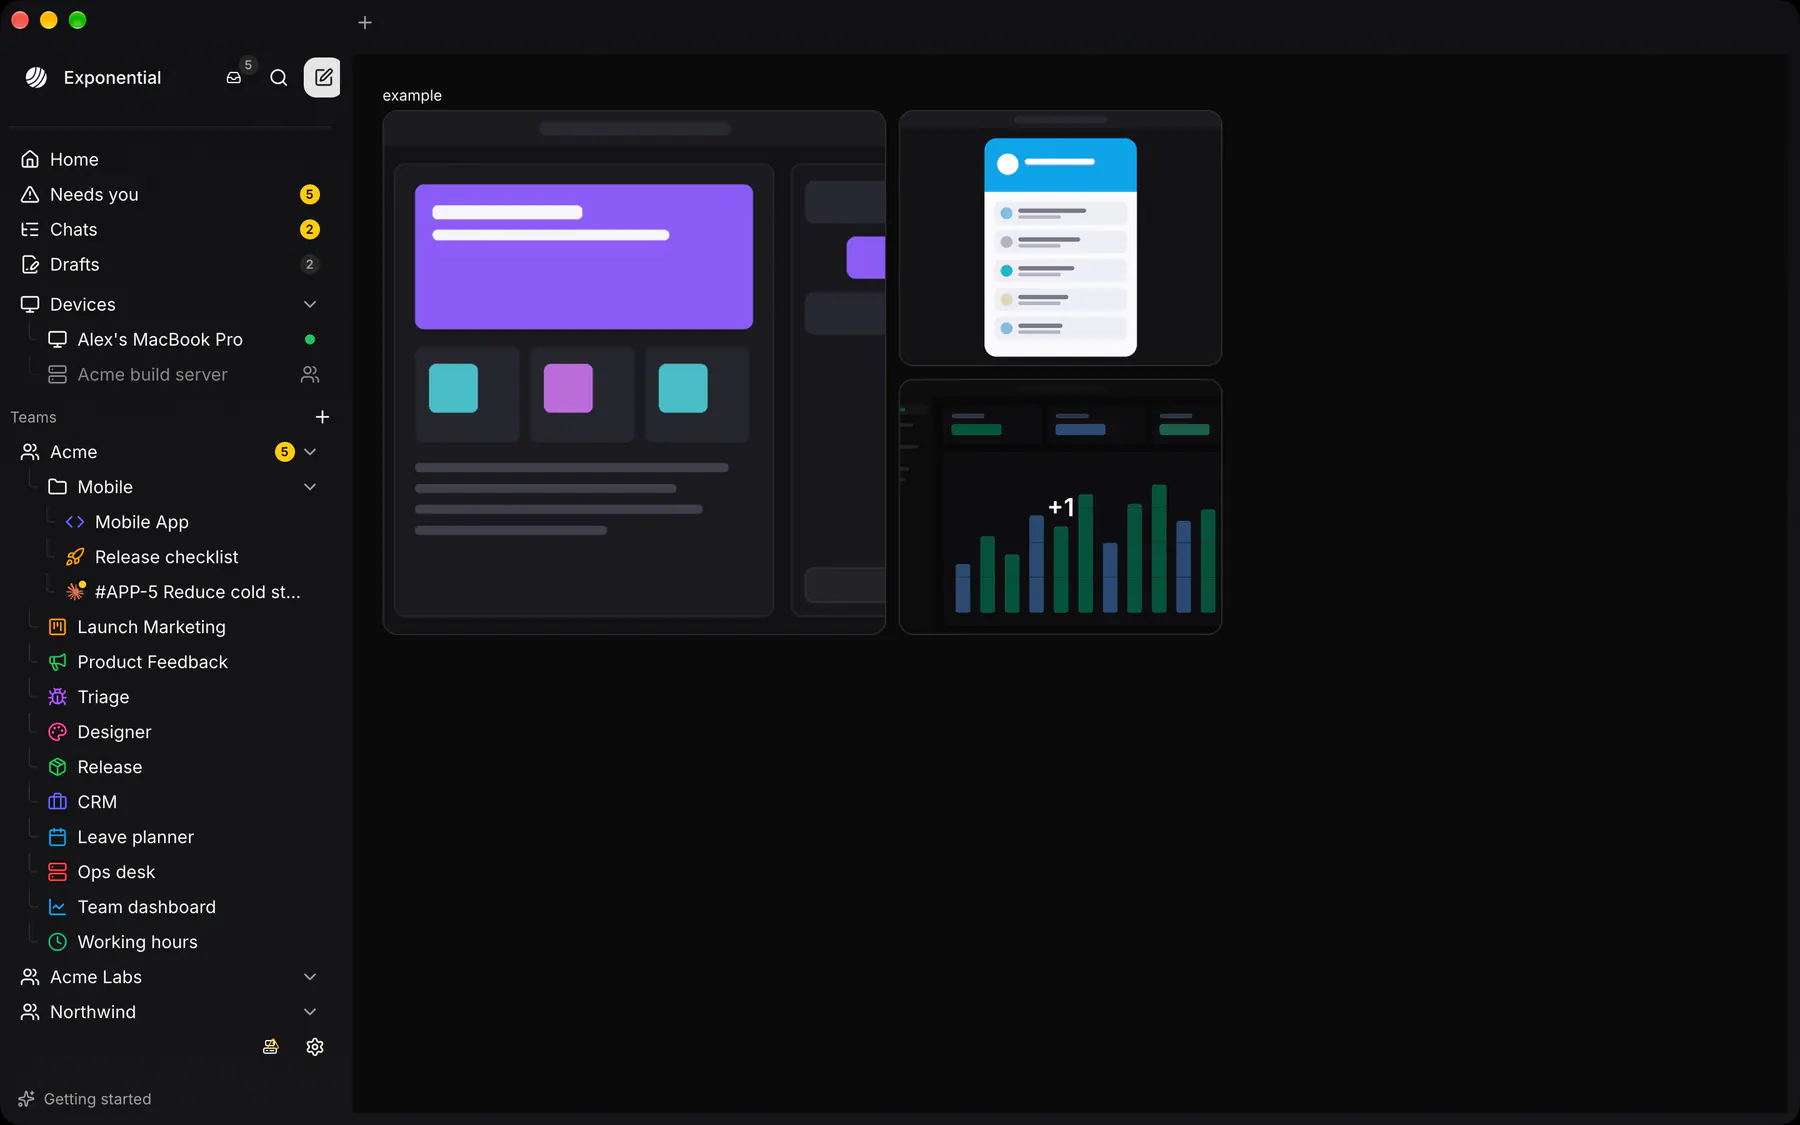 Exponential
5
Home
Needs you
5
Chats
2
Drafts
2
Devices
Alex's MacBook Pro
Acme build server
Teams
Acme
5
Mobile
Mobile App
Release checklist
#APP-5 Reduce cold st...
Launch Marketing
Product Feedback
Triage
Designer
Release
CRM
Leave planner
Ops desk
Team dashboard
Working hours
Acme Labs
Northwind
Getting started
example
+1